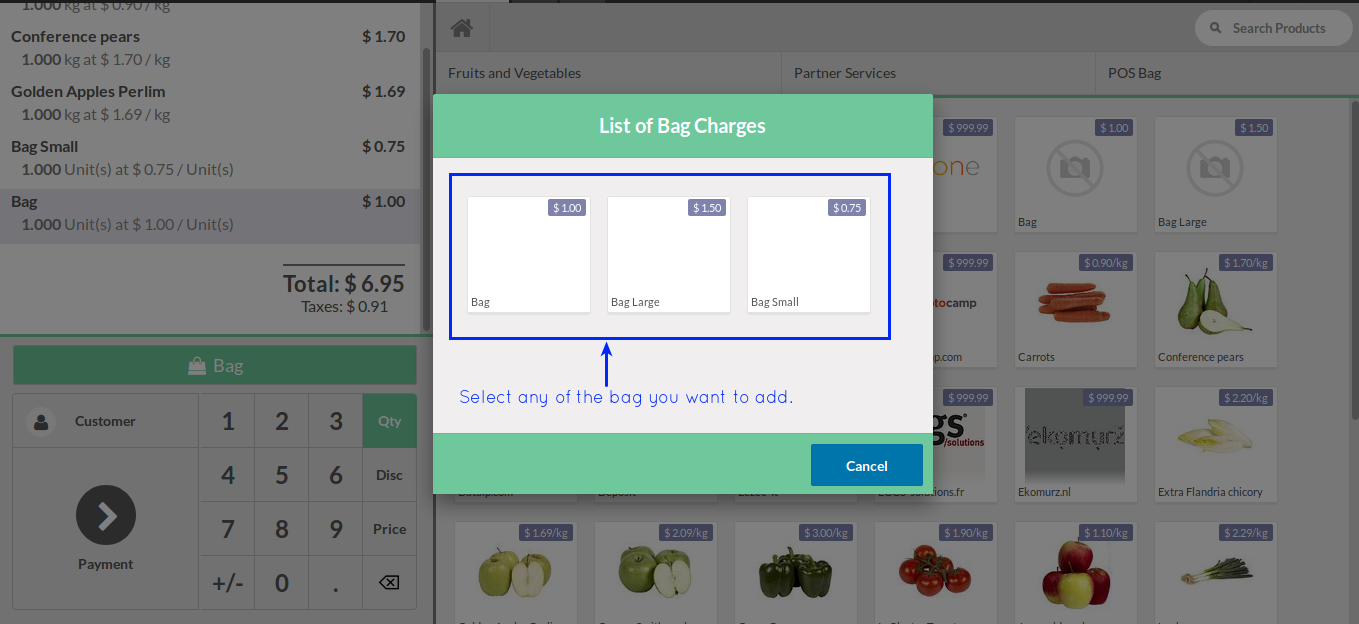 1.000 kg at $ 0.90 / kg
Conference pears $ 1.70
1.000 kg at $ 1.70 / kg
Golden Apples Perlim $ 1.69
1.000 kg at $ 1.69 / kg
Bag Small $ 0.75
1.000 Unit(s) at $ 0.75 / Unit(s)
Bag $ 1.00
1.000 Unit(s) at $ 1.00 / Unit(s)
Total: $ 6.95
Taxes: $ 0.91
Bag
Customer
1 2 3 Qty
4 5 6 Disc
7 8 9 Price
+/- 0 .
Payment
Search Products
Fruits and Vegetables Partner Services POS Bag
List of Bag Charges
$ 1.00 $ 1.50 $ 0.75
Bag Bag Large Bag Small
Select any of the bag you want to add.
Cancel
$ 999.99 $ 1.00 $ 1.50
one
Bag Bag Large
$ 999.99 $ 0.90/kg $ 1.70/kg
tocamp
p.com Carrots Conference pears
$ 999.99 $ 999.99 $ 2.20/kg
gs
/solutions
Ekomurz.nl Extra Flandria chicory
$ 1.69/kg $ 2.09/kg $ 3.00/kg $ 1.90/kg $ 1.10/kg $ 2.29/kg